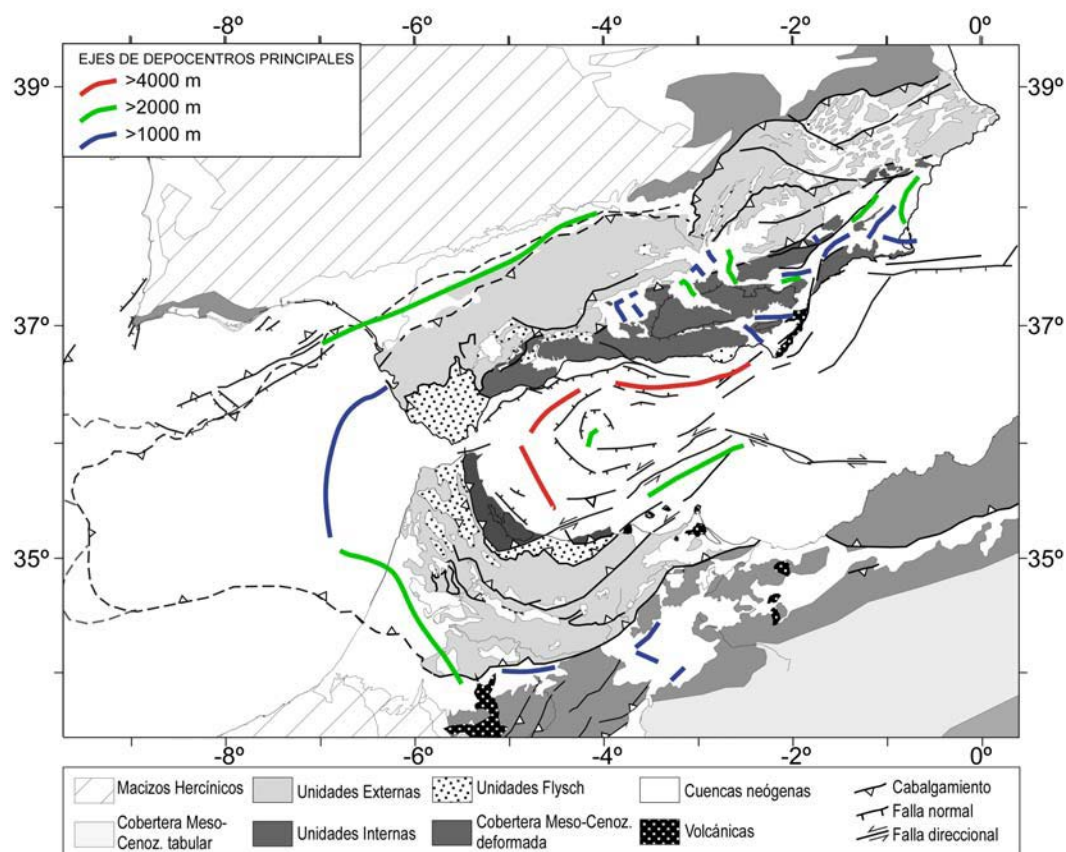 -8º -6º -4º -2º 0º
EJES DE DEPOCENTROS PRINCIPALES
>4000 m
>2000 m
>1000 m
39º
39º
37º
37º
35º
35º
-8º -6º -4º -2º 0º
Macizos Hercínicos
Unidades Externas
Unidades Flysch
Cuencas neógenas
Cabalgamiento
Falla normal
Falla direccional
Cobertera Meso-
Cenoz. tabular
Unidades Internas
Cobertera Meso-Cenoz.
deformada
Volcánicas